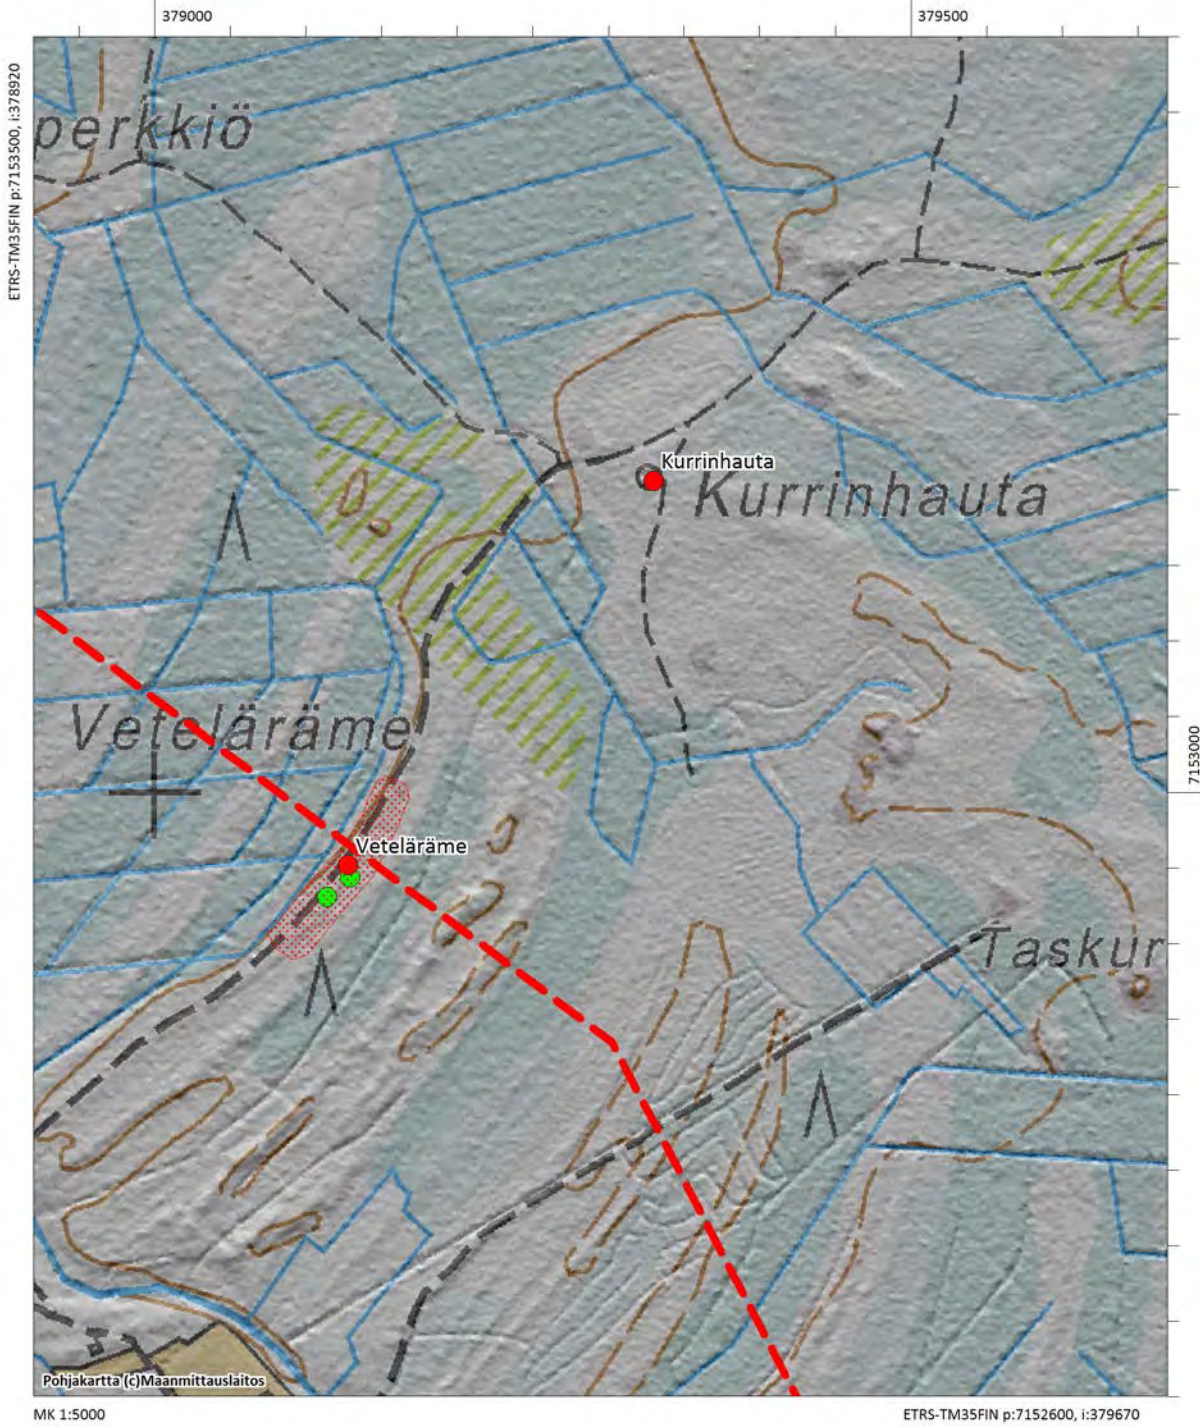 379000
379500
ETRS-TM35FIN p:7153500, i:378920
perkkiö
Kurrinhauta
Kurrinhauta
Veteläräme
7153000
Veteläräme
Taskur
Pohjakartta (c)Maanmittauslaitos
MK 1:5000
ETRS-TM35FIN p:7152600, i:379670